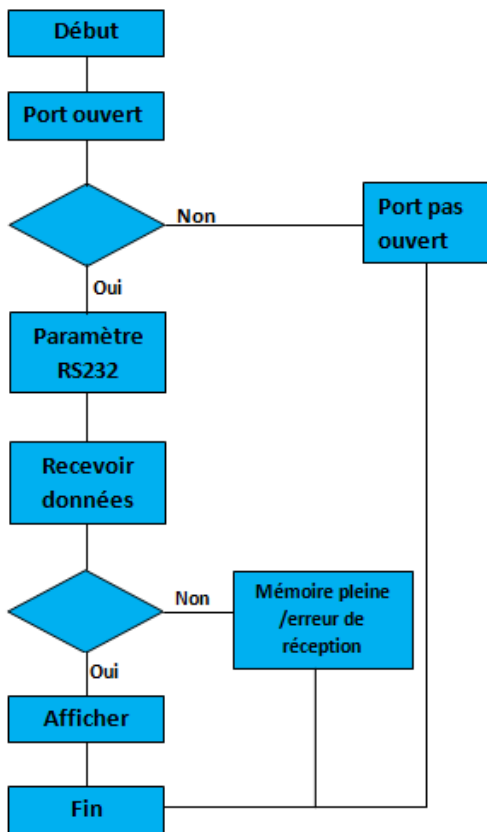 Début
Port ouvert
Non
Port pas
ouvert
Oui
Paramètre
RS232
Recevoir
données
Non
Mémoire pleine
/erreur de
réception
Oui
Afficher
Fin